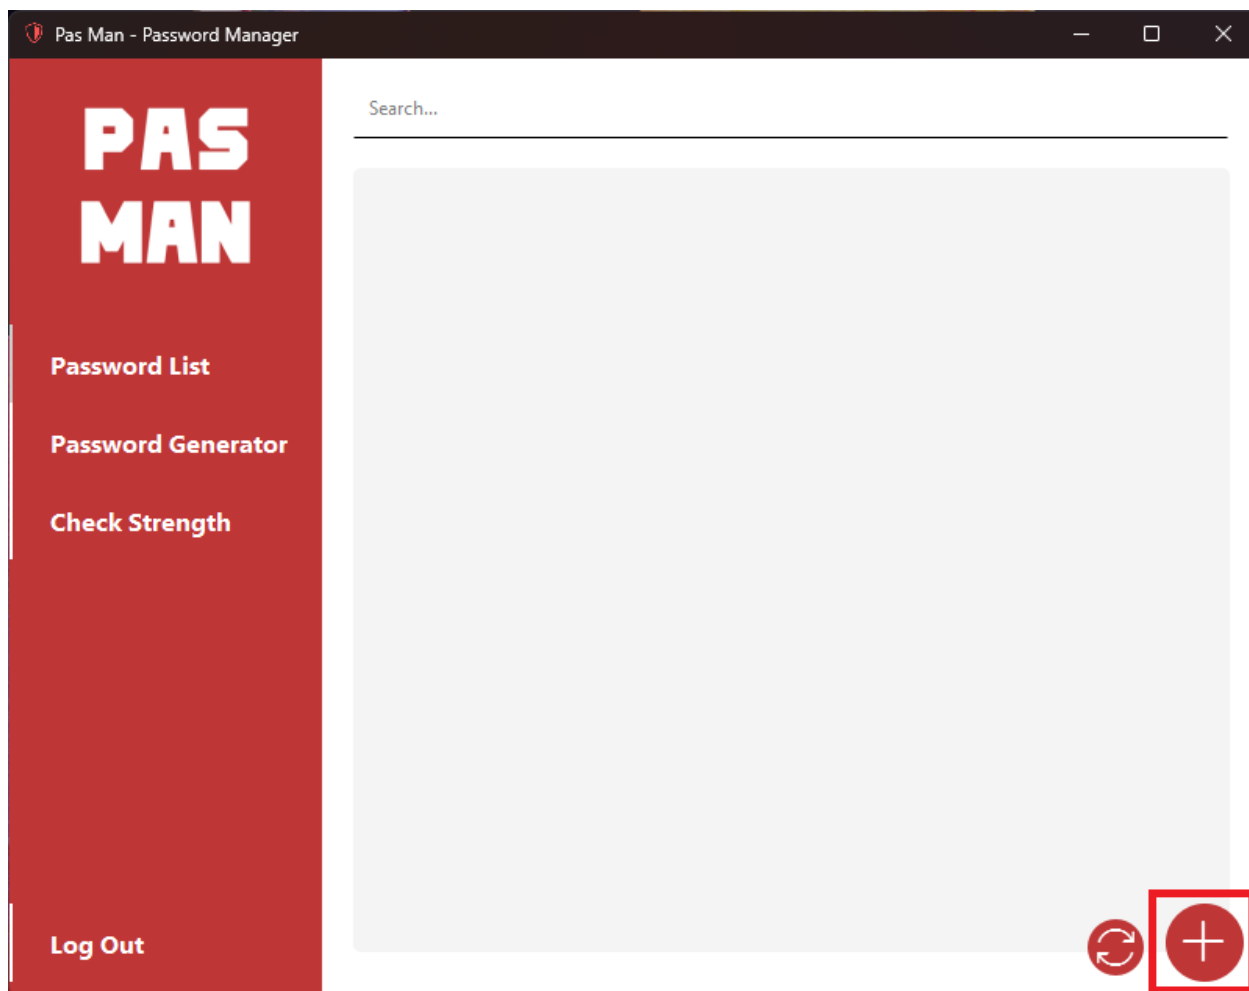 Pas Man - Password Manager
PAS
MAN
Password List
Password Generator
Check Strength
Log Out
Search...